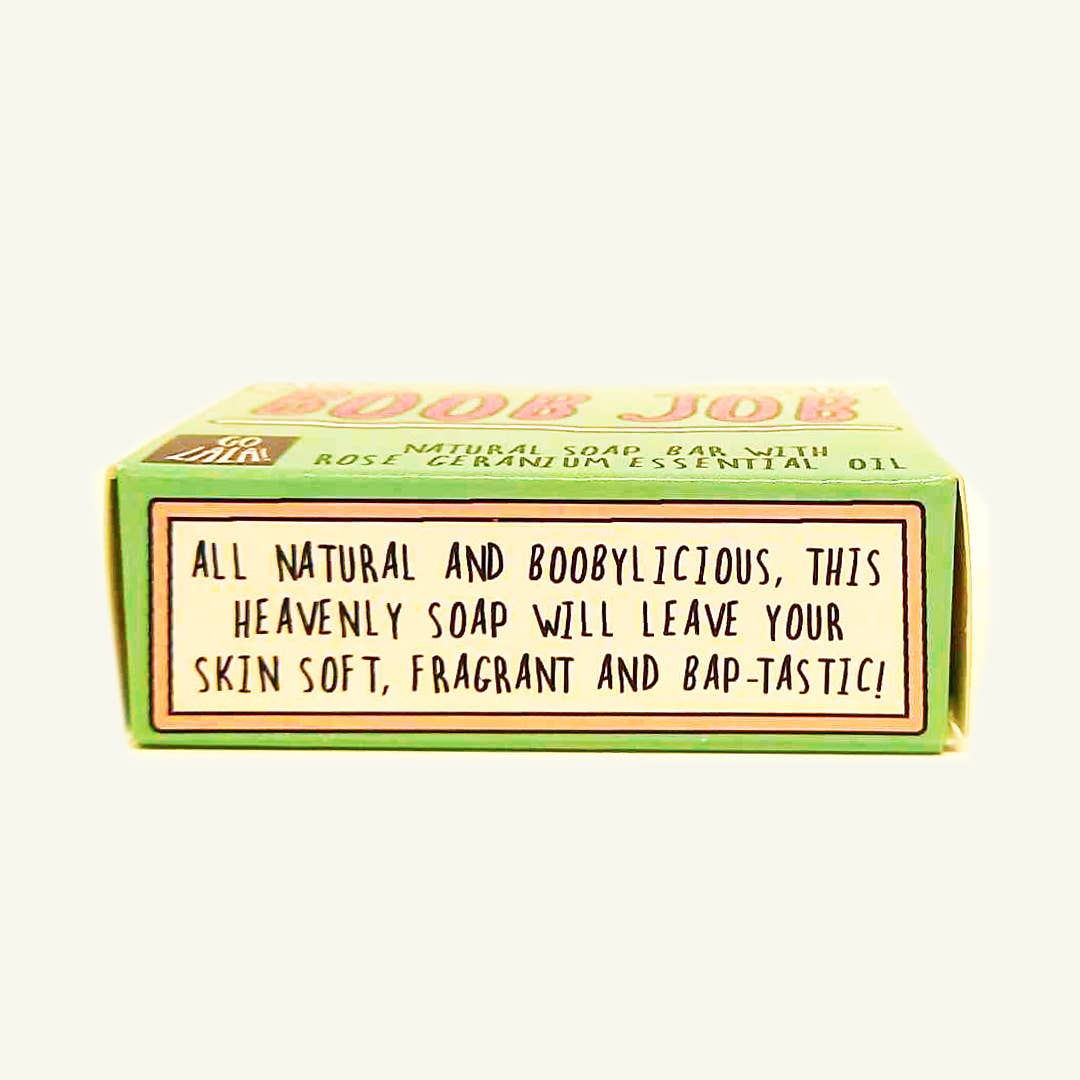 BOOB JOB
GO
LALA!
NATURAL SOAP BAR WITH
ROSE GERANIUM ESSENTIAL OIL
ALL NATURAL AND BOOBYLICIOUS, THIS
HEAVENLY SOAP WILL LEAVE YOUR
SKIN SOFT, FRAGRANT AND BAP-TASTIC!